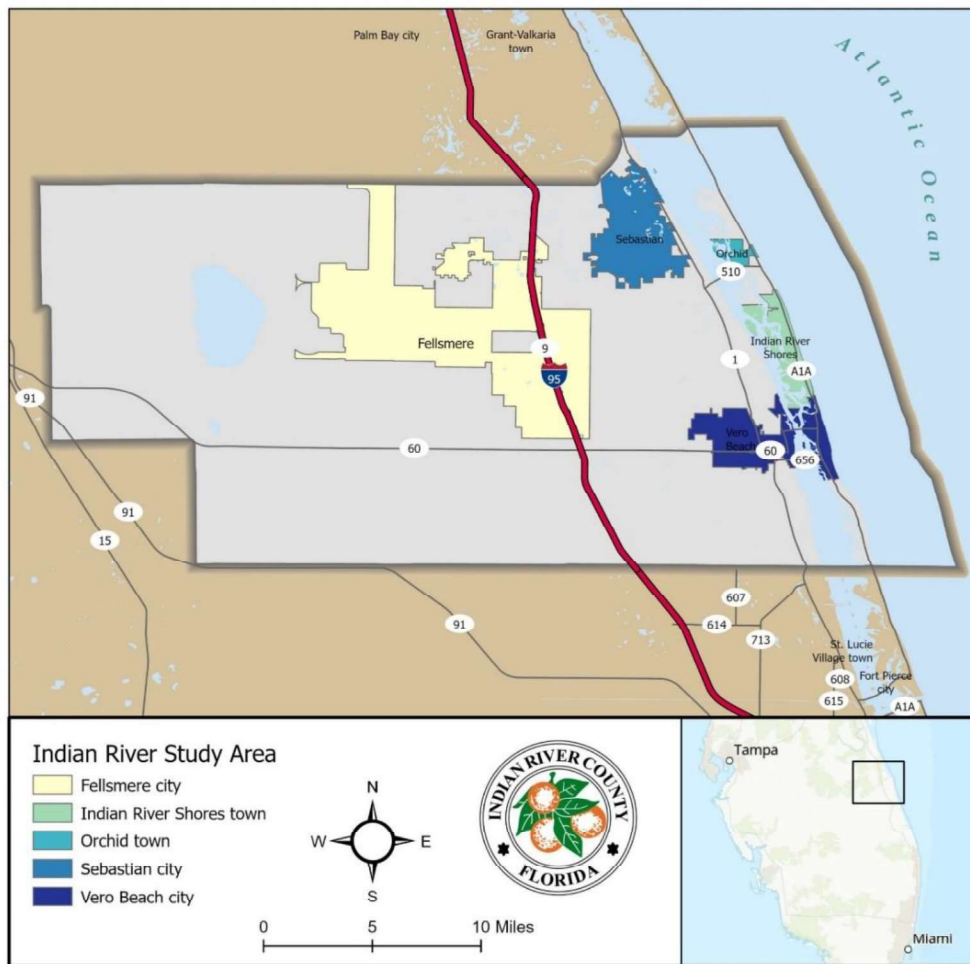 Palm Bay city
Grant-Valkaria
town
Atlantic Ocean
Sebastian
Orchid
510
Fellsmere
9
95
1
Indian River
Shores
A1A
91
60
Vero
Beach
60
656
91
15
91
607
614
713
St. Lucie
Village town
608
Fort Pierce
city
615
A1A
Indian River Study Area
Fellsmere city
Indian River Shores town
Orchid town
Sebastian city
Vero Beach city
N
W
E
S
0
5
10 Miles
INDIAN RIVER COUNTY
FLORIDA
Tampa
Miami